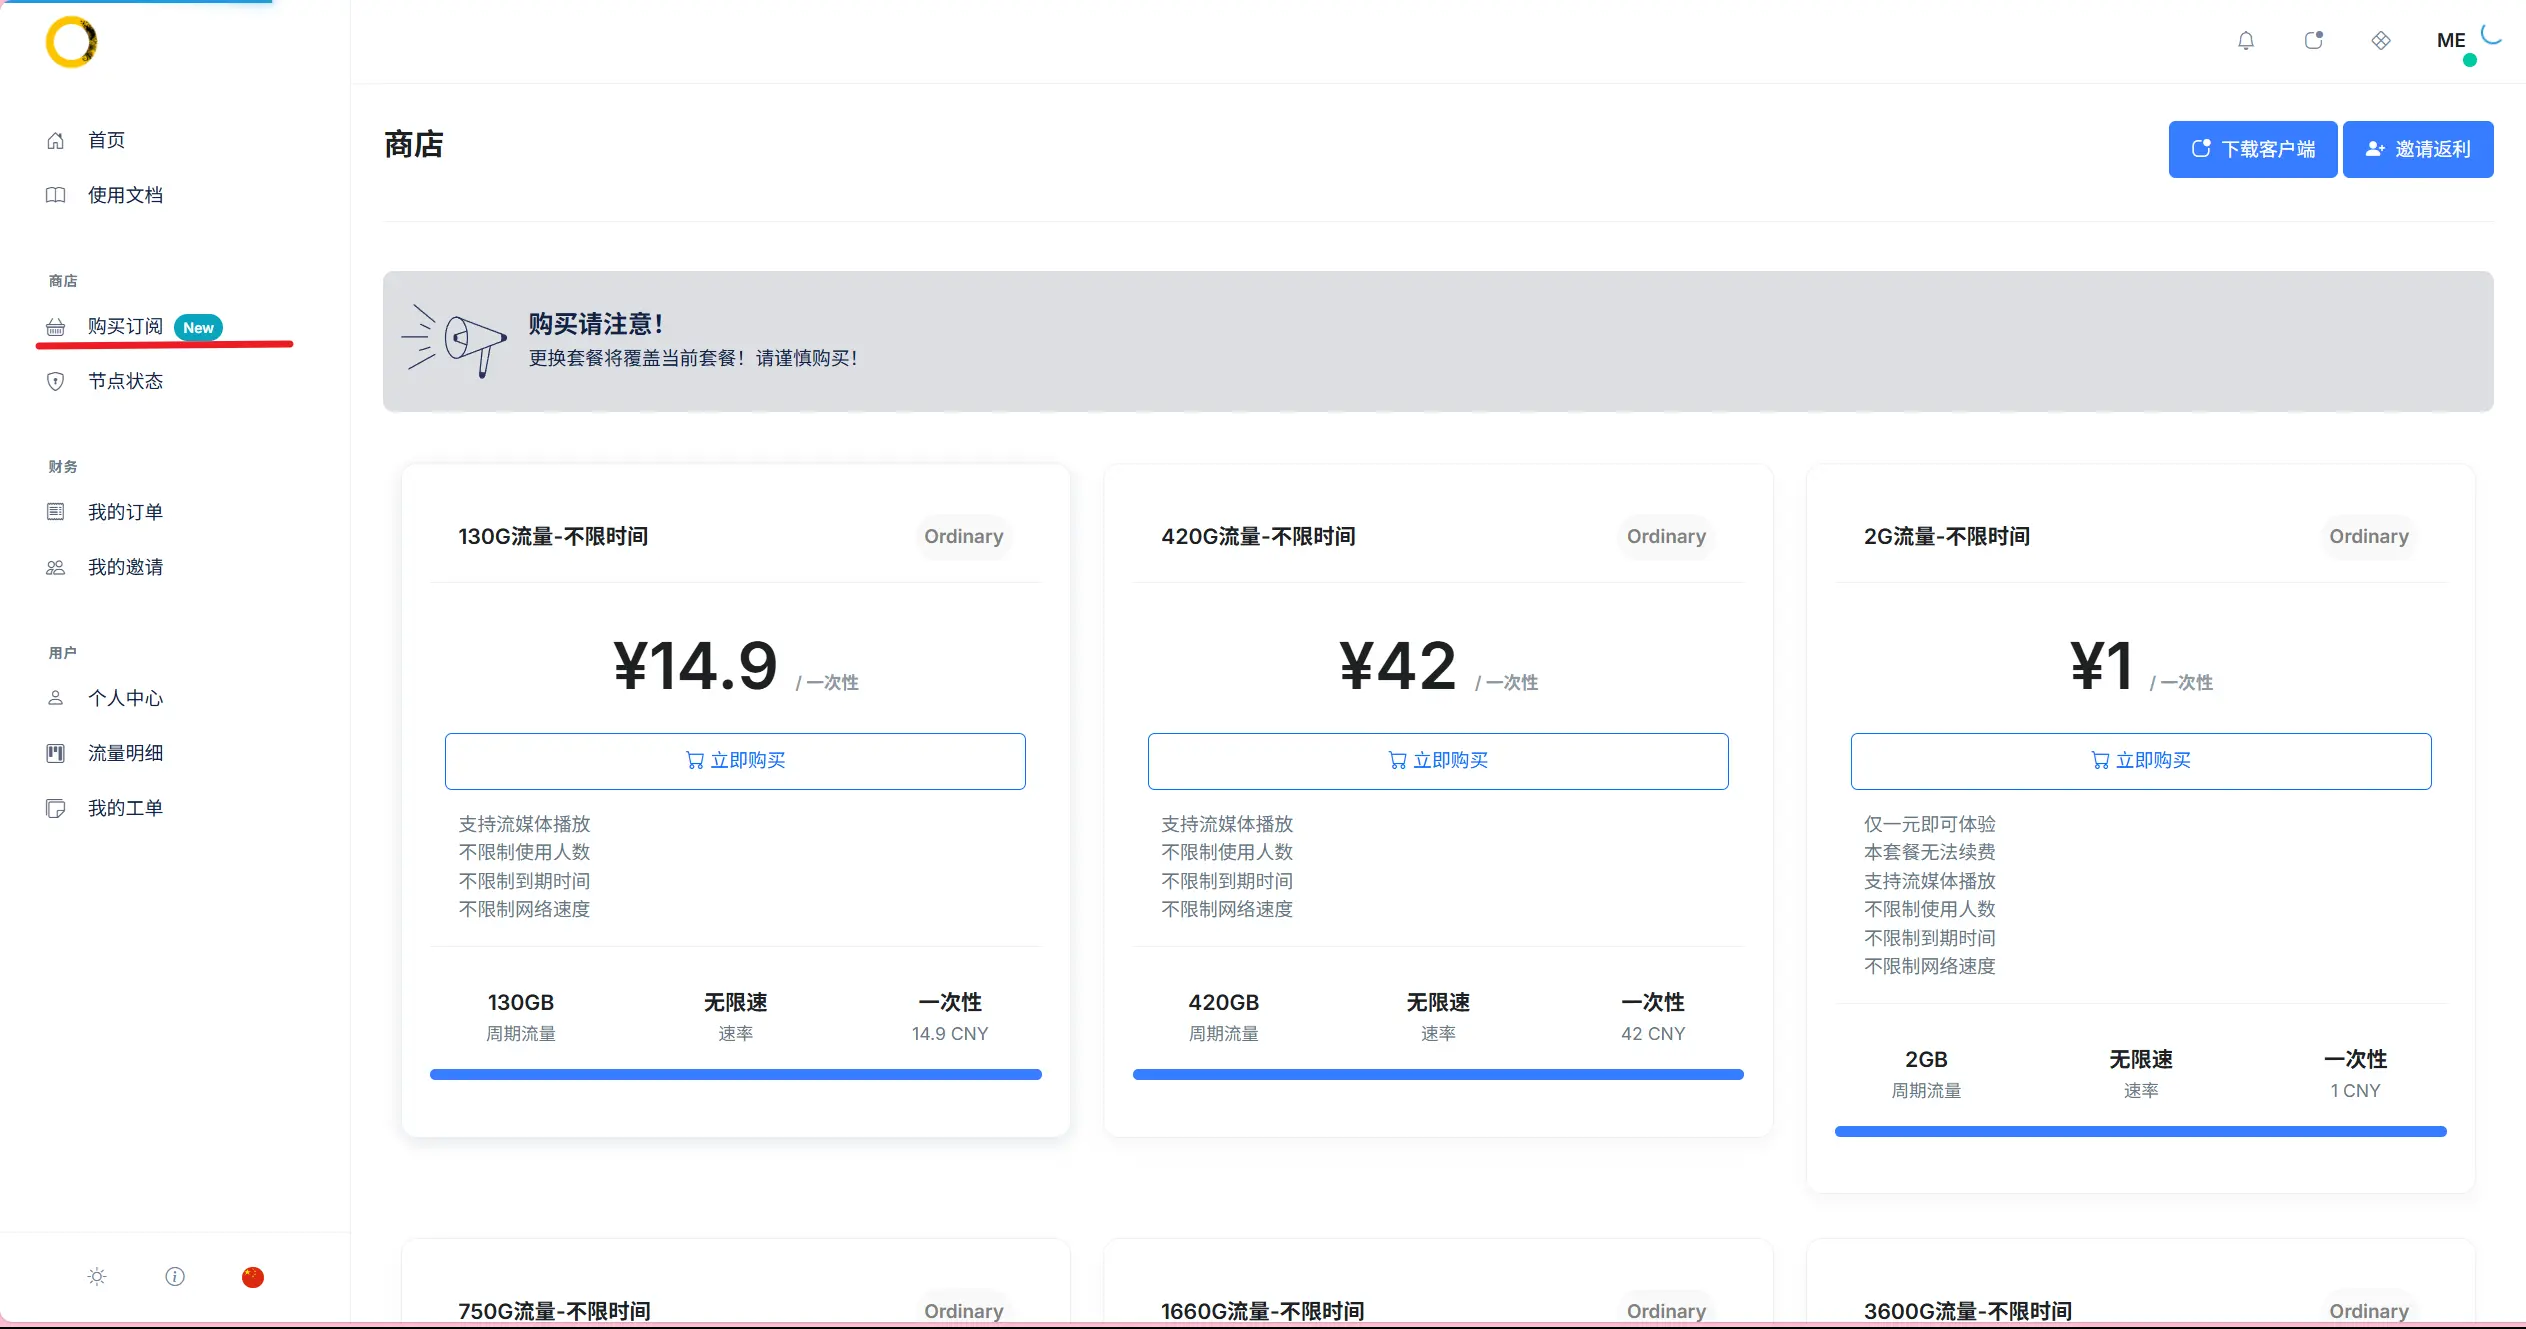 ME
首页
使用文档
商店
购买订阅 New
节点状态
财务
我的订单
我的邀请
用户
个人中心
流量明细
我的工单
商店
下载客户端
邀请返利
购买请注意！
更换套餐将覆盖当前套餐！请谨慎购买！
130G流量-不限时间 Ordinary
¥14.9 / 一次性
立即购买
支持流媒体播放
不限制使用人数
不限制到期时间
不限制网络速度
130GB 无限速 一次性
周期流量 速率 14.9 CNY
420G流量-不限时间 Ordinary
¥42 / 一次性
立即购买
支持流媒体播放
不限制使用人数
不限制到期时间
不限制网络速度
420GB 无限速 一次性
周期流量 速率 42 CNY
2G流量-不限时间 Ordinary
¥1 / 一次性
立即购买
仅一元即可体验
本套餐无法续费
支持流媒体播放
不限制使用人数
不限制到期时间
不限制网络速度
2GB 无限速 一次性
周期流量 速率 1 CNY
750G流量-不限时间 Ordinary
1660G流量-不限时间 Ordinary
3600G流量-不限时间 Ordinary